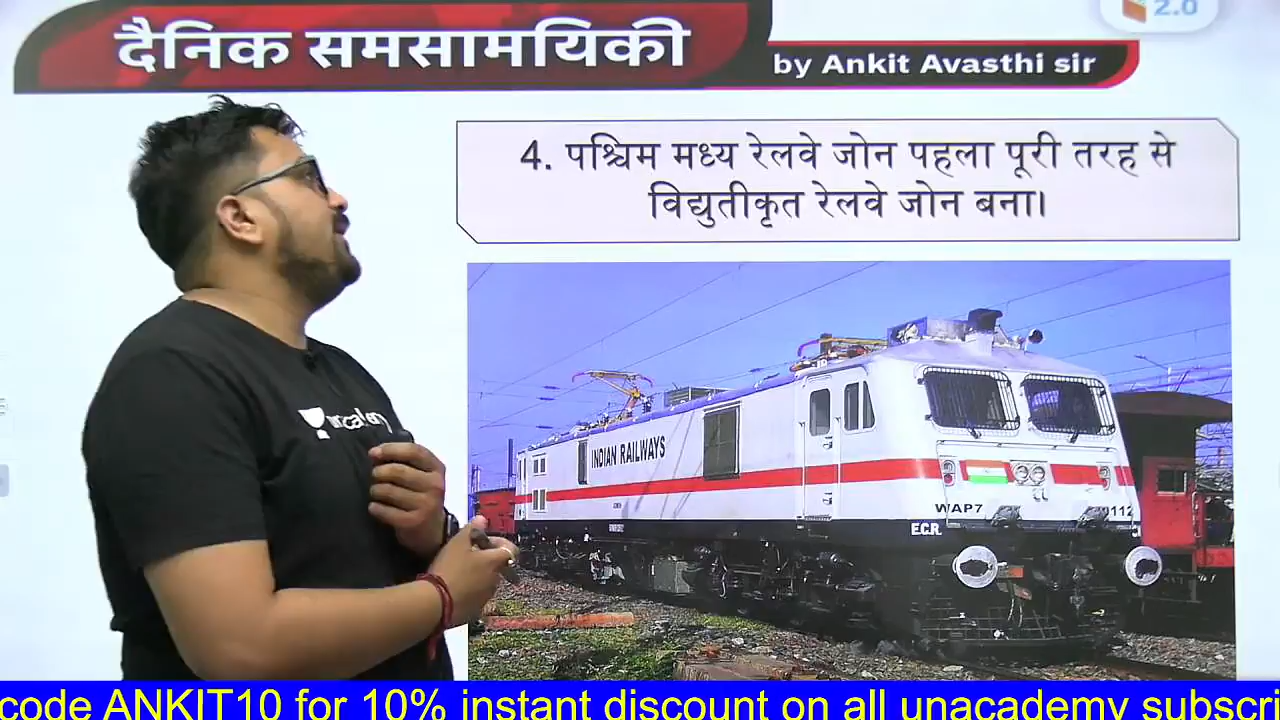 2.0
दैनिक समसामयिकी
by Ankit Avasthi sir
4. पश्चिम मध्य रेलवे जोन पहला पूरी तरह से
विद्युतीकृत रेलवे जोन बना।
INDIAN RAILWAYS
WAP7
E.C.R.
code ANKIT10 for 10% instant discount on all unacademy subscri